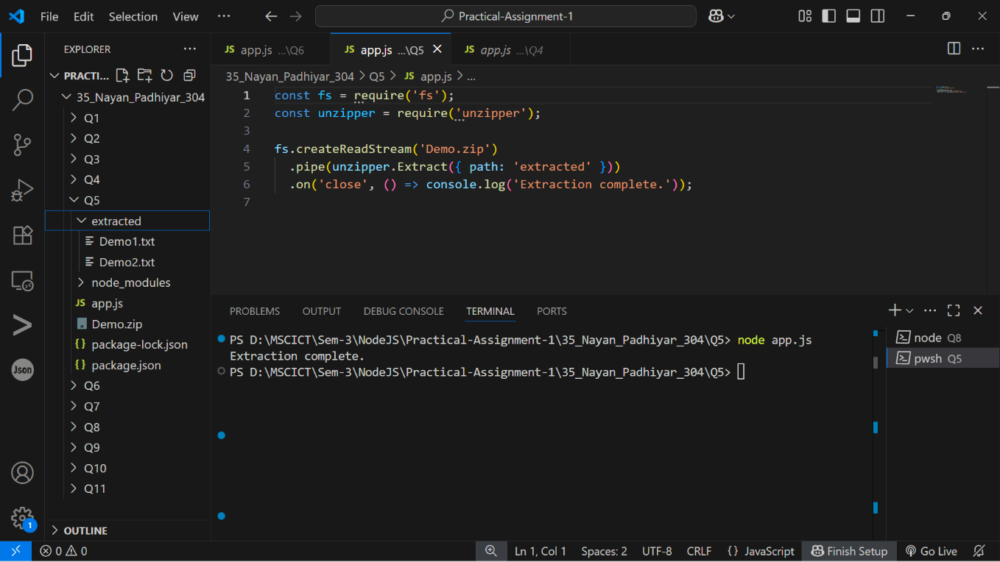 File Edit Selection View ···
Practical-Assignment-1
EXPLORER ···
PRACTI...
35_Nayan_Padhiyar_304
Q1
Q2
Q3
Q4
Q5
extracted
Demo1.txt
Demo2.txt
node_modules
JS app.js
Demo.zip
{} package-lock.json
{} package.json
Q6
Q7
Q8
Q9
Q10
Q11
OUTLINE
Json
1
JS app.js ...\Q6
JS app.js ...\Q5
JS app.js ...\Q4
35_Nayan_Padhiyar_304 > Q5 > JS app.js > ...
1 const fs = require('fs');
2 const unzipper = require('unzipper');
3
4 fs.createReadStream('Demo.zip')
5 .pipe(unzipper.Extract({ path: 'extracted' }))
6 .on('close', () => console.log('Extraction complete.'));
7
PROBLEMS OUTPUT DEBUG CONSOLE TERMINAL PORTS
PS D:\MSCICT\Sem-3\NodeJS\Practical-Assignment-1\35_Nayan_Padhiyar_304\Q5> node app.js
Extraction complete.
PS D:\MSCICT\Sem-3\NodeJS\Practical-Assignment-1\35_Nayan_Padhiyar_304\Q5>
node Q8
pwsh Q5
0 0
Ln 1, Col 1 Spaces: 2 UTF-8 CRLF {} JavaScript Finish Setup Go Live